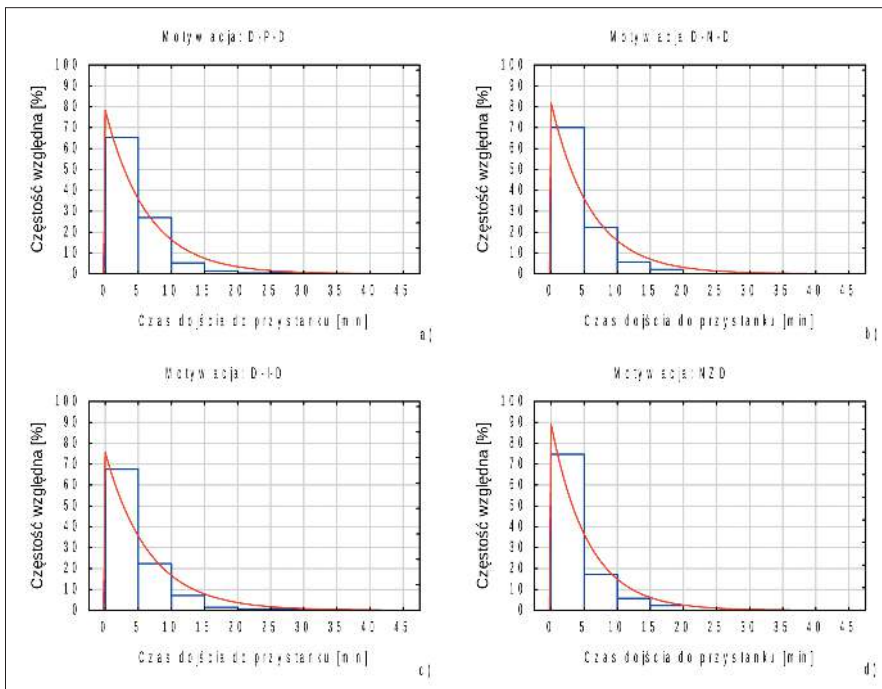 Motywacja: D-P-D
Częstość względna [%]
100
90
80
70
60
50
40
30
20
10
0
0 5 10 15 20 25 30 35 40 45
Czas dojścia do przystanku [min]
a)
Motywacja: D-N-D
Częstość względna [%]
100
90
80
70
60
50
40
30
20
10
0
0 5 10 15 20 25 30 35 40 45
Czas dojścia do przystanku [min]
b)
Motywacja: D-I-D
Częstość względna [%]
100
90
80
70
60
50
40
30
20
10
0
0 5 10 15 20 25 30 35 40 45
Czas dojścia do przystanku [min]
c)
Motywacja: NZD
Częstość względna [%]
100
90
80
70
60
50
40
30
20
10
0
0 5 10 15 20 25 30 35 40 45
Czas dojścia do przystanku [min]
d)